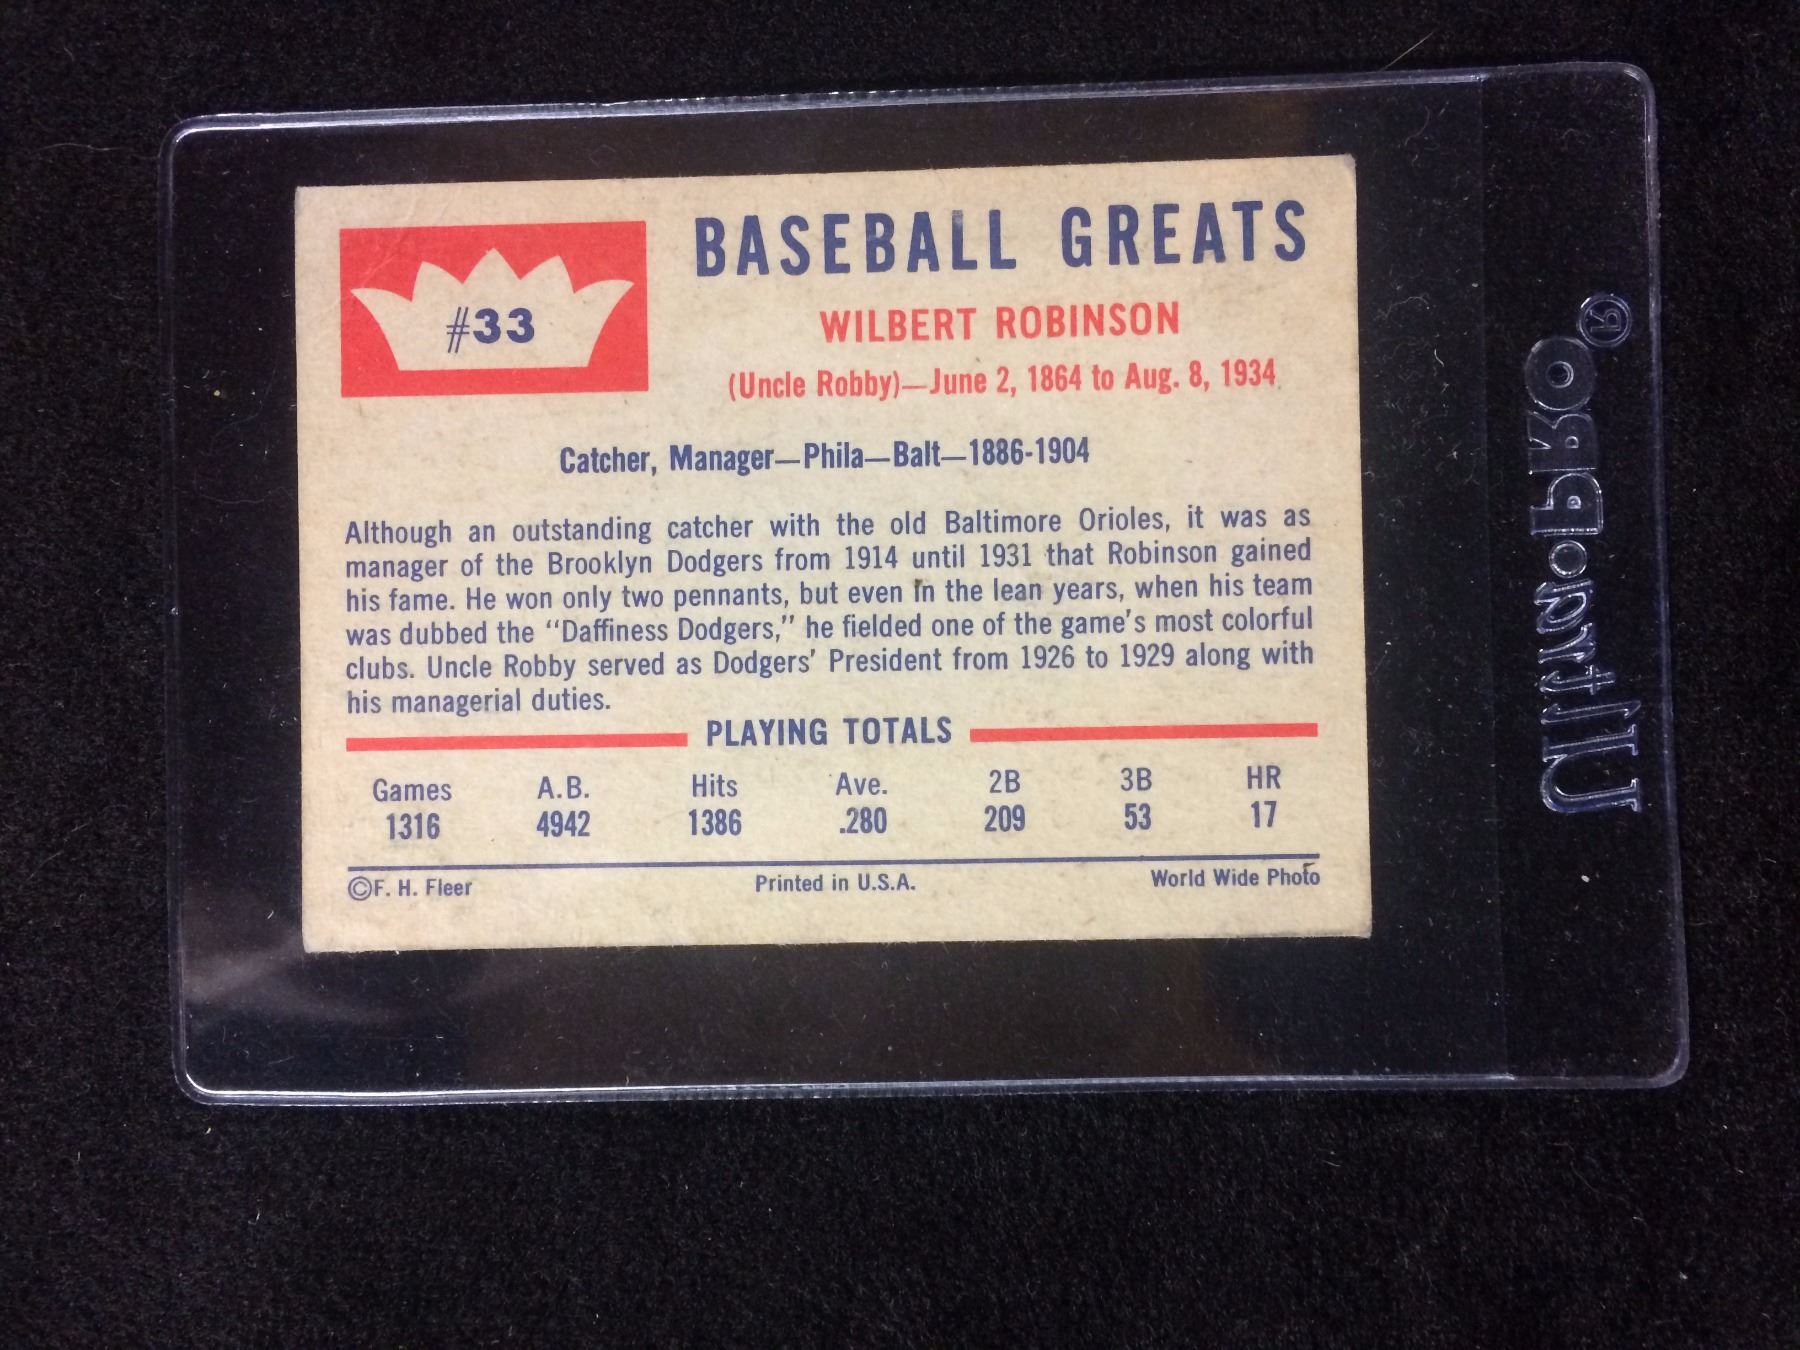 #33
BASEBALL GREATS
WILBERT ROBINSON
(Uncle Robby)—June 2, 1864 to Aug. 8, 1934
Catcher, Manager—Phila—Balt—1886-1904
Although an outstanding catcher with the old Baltimore Orioles, it was as
manager of the Brooklyn Dodgers from 1914 until 1931 that Robinson gained
his fame. He won only two pennants, but even in the lean years, when his team
was dubbed the "Daffiness Dodgers," he fielded one of the game's most colorful
clubs. Uncle Robby served as Dodgers' President from 1926 to 1929 along with
his managerial duties.
PLAYING TOTALS
Games A.B. Hits Ave. 2B 3B HR
1316 4942 1386 .280 209 53 17
©F. H. Fleer Printed in U.S.A. World Wide Photo
Ultra•PRO®